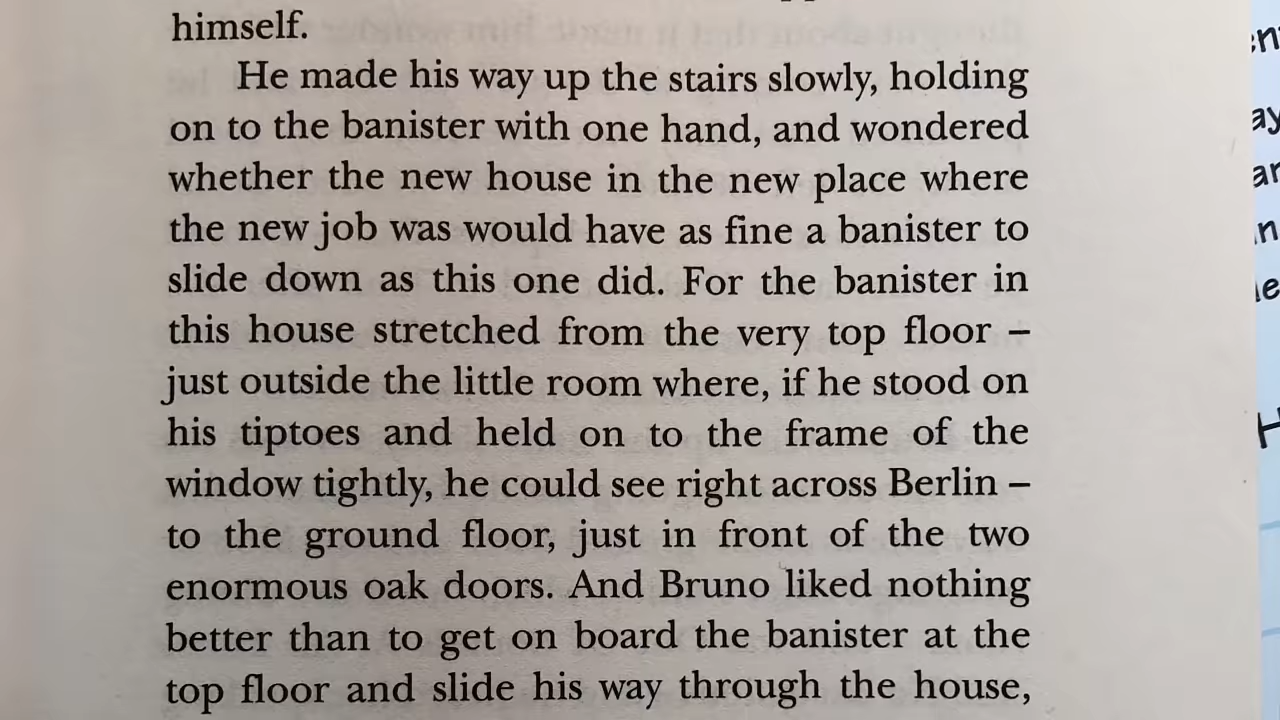 himself.
He made his way up the stairs slowly, holding
on to the banister with one hand, and wondered
whether the new house in the new place where
the new job was would have as fine a banister to
slide down as this one did. For the banister in
this house stretched from the very top floor –
just outside the little room where, if he stood on
his tiptoes and held on to the frame of the
window tightly, he could see right across Berlin –
to the ground floor, just in front of the two
enormous oak doors. And Bruno liked nothing
better than to get on board the banister at the
top floor and slide his way through the house,